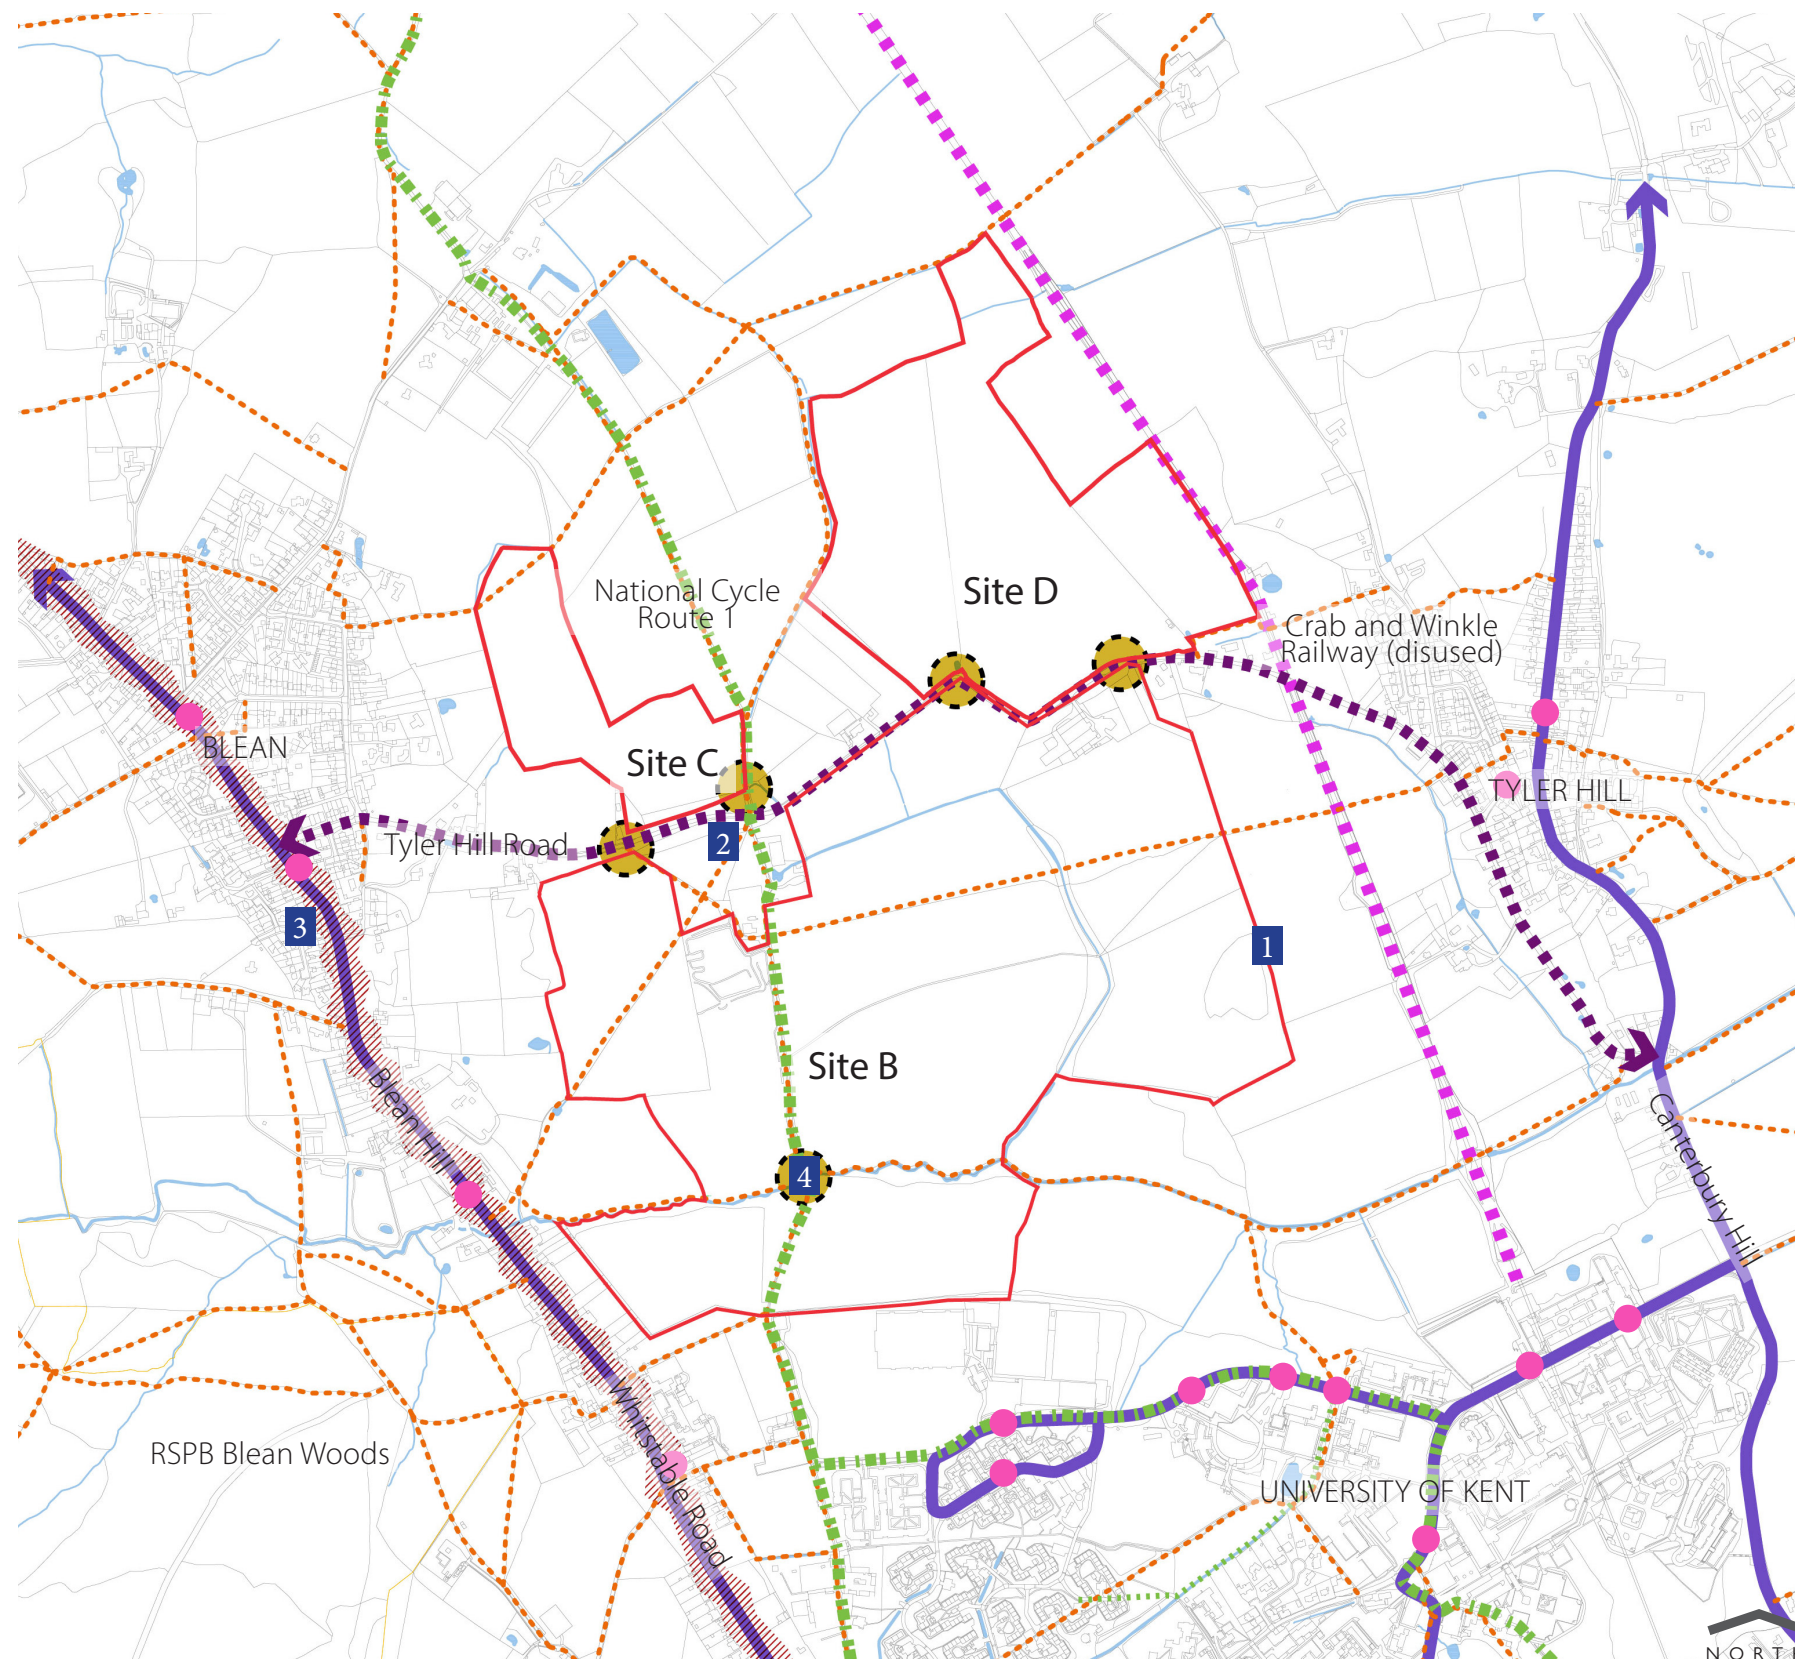 National Cycle
Route 1
Site D
Crab and Winkle
Railway (disused)
BLEAN
Site C
TYLER HILL
Tyler Hill Road
2
3
1
Site B
Blean Hill
4
Canterbury Hill
Whitstable Road
RSPB Blean Woods
UNIVERSITY OF KENT
NORTH